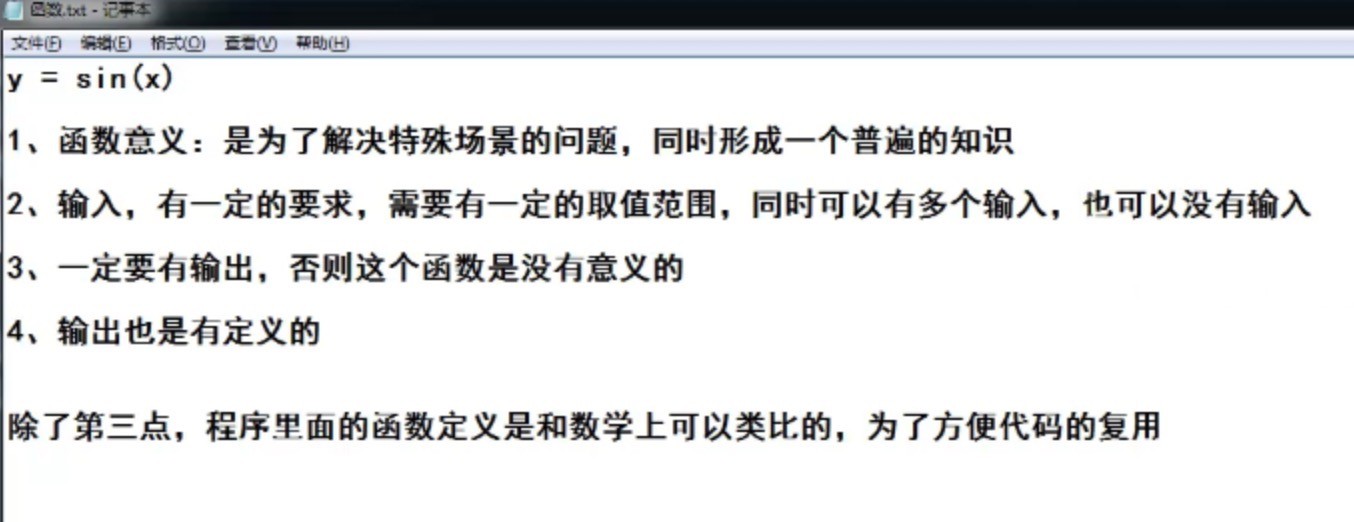 函数.txt - 记事本
文件(F) 编辑(E) 格式(O) 查看(V) 帮助(H)
y = sin(x)
1、函数意义：是为了解决特殊场景的问题，同时形成一个普遍的知识
2、输入，有一定的要求，需要有一定的取值范围，同时可以有多个输入，也可以没有输入
3、一定要有输出，否则这个函数是没有意义的
4、输出也是有定义的
除了第三点，程序里面的函数定义是和数学上可以类比的，为了方便代码的复用